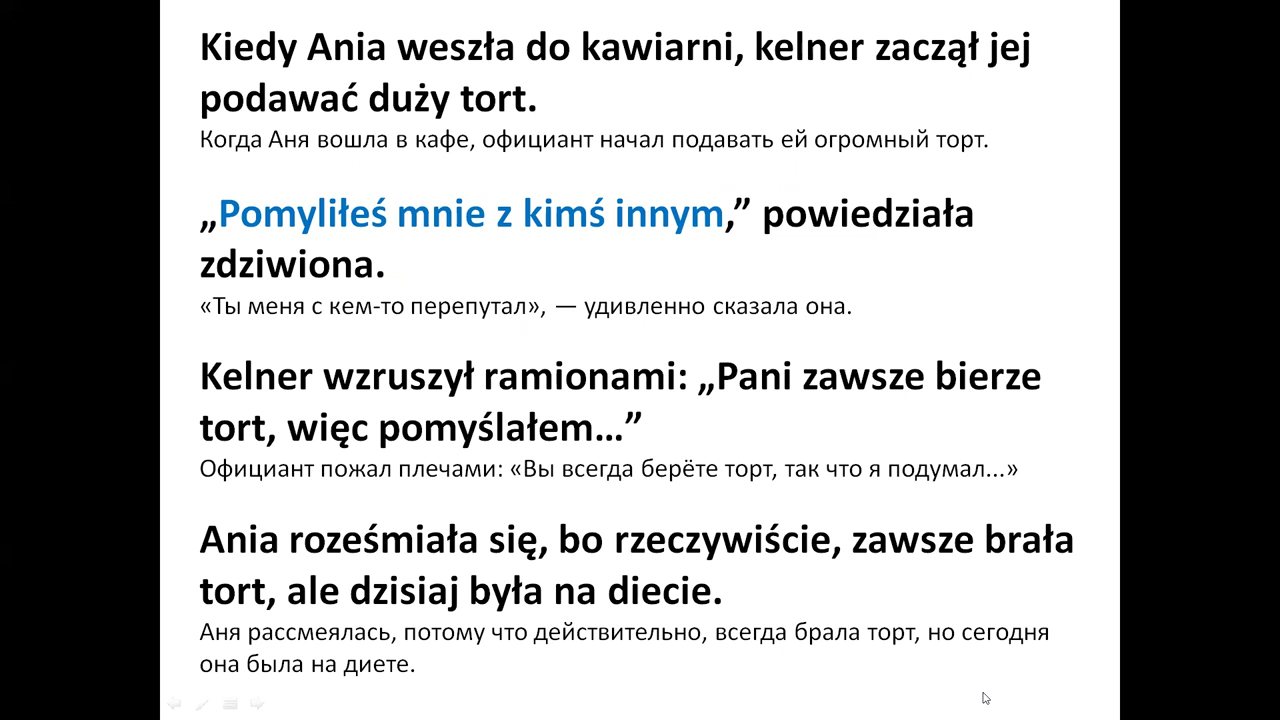 Kiedy Ania weszła do kawiarni, kelner zaczął jej
podawać duży tort.
Когда Аня вошла в кафе, официант начал подавать ей огромный торт.
„Pomyliłeś mnie z kimś innym,” powiedziała
zdziwiona.
«Ты меня с кем-то перепутал», — удивленно сказала она.
Kelner wzruszył ramionami: „Pani zawsze bierze
tort, więc pomyślałem…”
Официант пожал плечами: «Вы всегда берёте торт, так что я подумал...»
Ania roześmiała się, bo rzeczywiście, zawsze brała
tort, ale dzisiaj była na diecie.
Аня рассмеялась, потому что действительно, всегда брала торт, но сегодня
она была на диете.